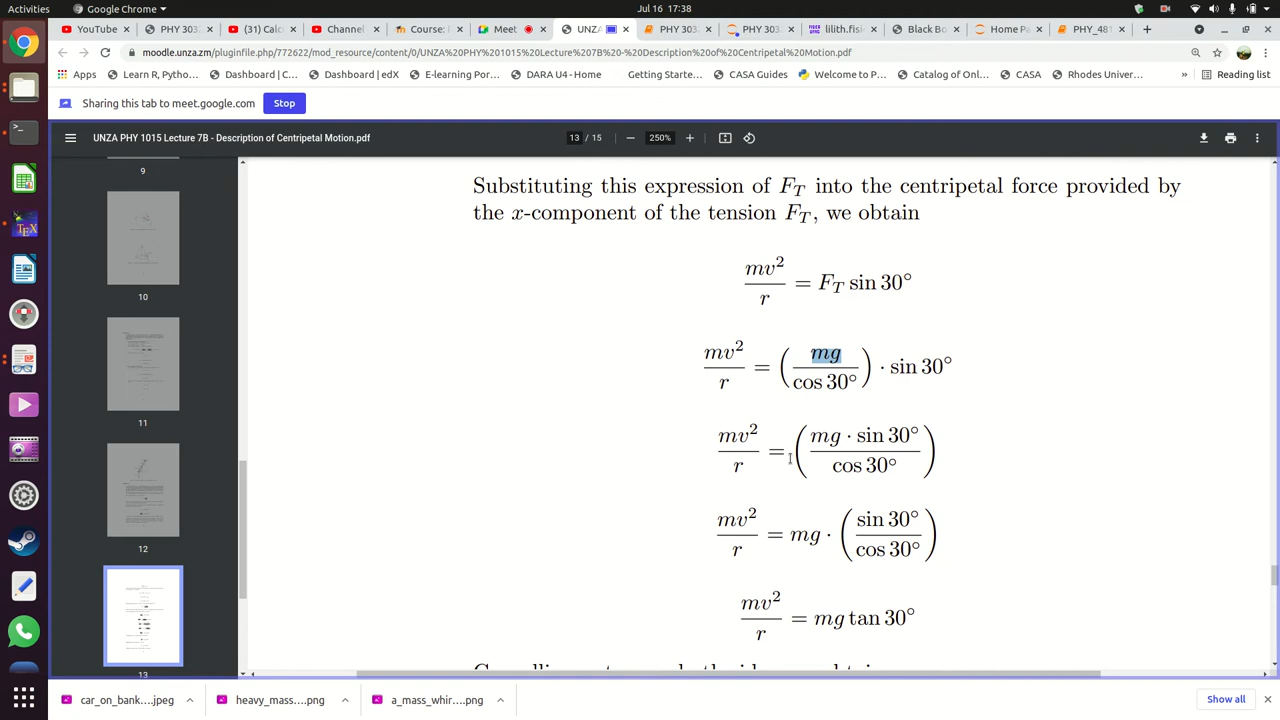 Activities
Google Chrome
Jul 16 17:38
YouTube
PHY 303
(31) Calc
Channel
Course:
Meet
UNZA
PHY 303
PHY 303
lilith.fisic
Black Bo
Home Pa
PHY_481
moodle.unza.zm/pluginfile.php/772622/mod_resource/content/0/UNZA%20PHY%201015%20Lecture%207B%20-%20Description%20of%20Centripetal%20Motion.pdf
Apps
Learn R, Pytho...
Dashboard | C...
Dashboard | edX
E-learning Por...
DARA U4 - Home
Getting Starte...
CASA Guides
Welcome to P...
Catalog of Onl...
CASA
Rhodes Univer...
»
Reading list
Sharing this tab to meet.google.com
Stop
UNZA PHY 1015 Lecture 7B - Description of Centripetal Motion.pdf
13 / 15
250%
9
10
11
12
13
Substituting this expression of F_T into the centripetal force provided by
the x-component of the tension F_T, we obtain
mv²/r = F_T sin 30°
mv²/r = (mg/cos 30°) · sin 30°
mv²/r = (mg · sin 30°/cos 30°)
mv²/r = mg · (sin 30°/cos 30°)
mv²/r = mg tan 30°
car_on_bank....jpeg
heavy_mass....png
a_mass_whir....png
Show all